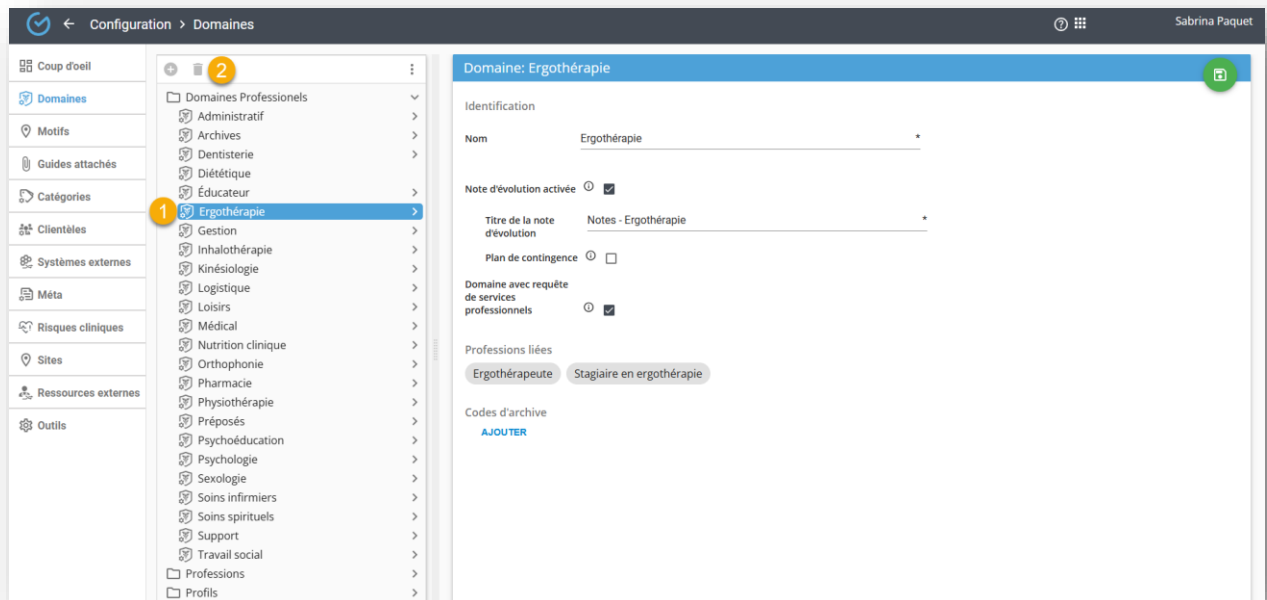 Configuration > Domaines
Sabrina Paquet
Coup d'oeil
Domaines
Motifs
Guides attachés
Catégories
Clientèles
Systèmes externes
Méta
Risques cliniques
Sites
Ressources externes
Outils
2
Domaines Professionels
Administratif
Archives
Dentisterie
Diététique
Éducateur
1
Ergothérapie
Gestion
Inhalothérapie
Kinésiologie
Logistique
Loisirs
Médical
Nutrition clinique
Orthophonie
Pharmacie
Physiothérapie
Préposés
Psychoéducation
Psychologie
Sexologie
Soins infirmiers
Soins spirituels
Support
Travail social
Professions
Profils
Domaine: Ergothérapie
Identification
Nom Ergothérapie *
Note d'évolution activée
Titre de la note
d'évolution
Notes - Ergothérapie *
Plan de contingence
Domaine avec requête
de services
professionnels
Professions liées
Ergothérapeute Stagiaire en ergothérapie
Codes d'archive
AJOUTER